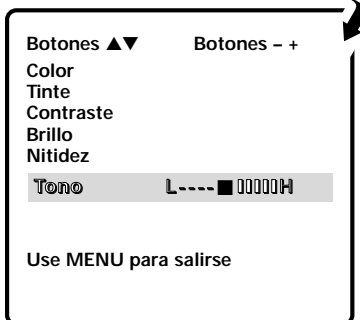 Botones ▲▼ Botones – +
Color
Tinte
Contraste
Brillo
Nitidez
Tono L----■IIIIIIH
Use MENU para salirse